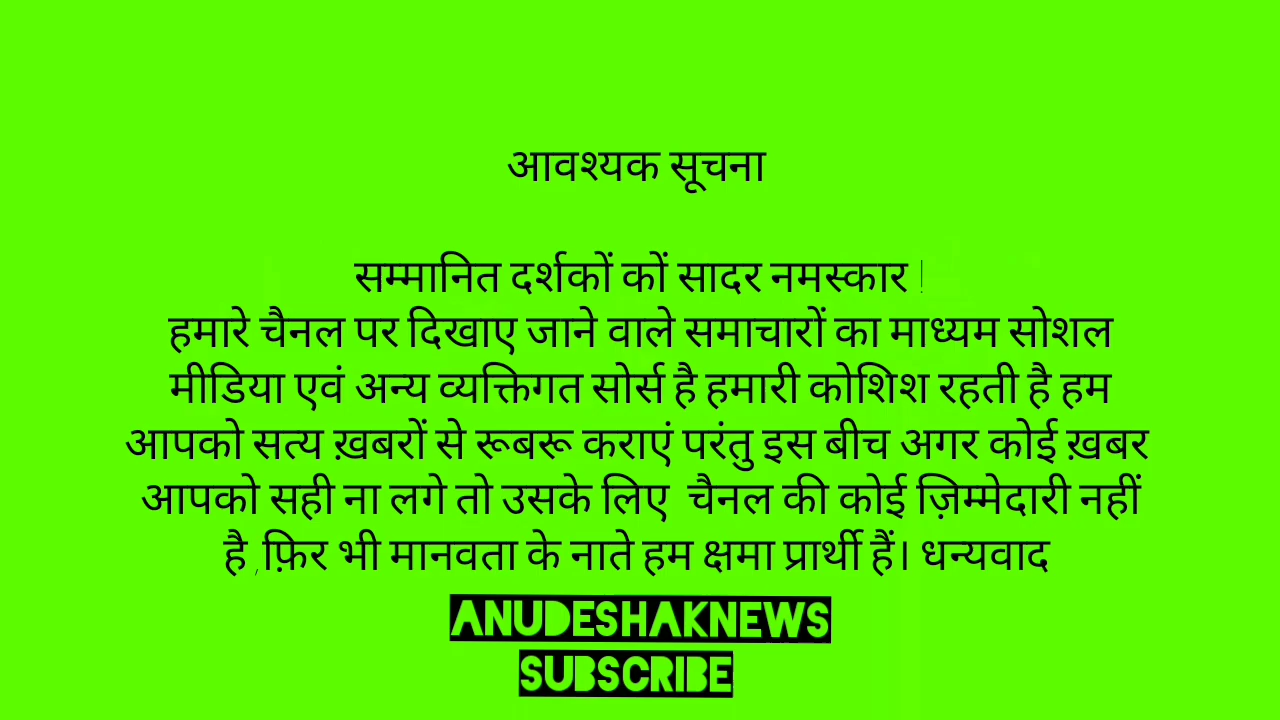 आवश्यक सूचना
सम्मानित दर्शकों कों सादर नमस्कार !
हमारे चैनल पर दिखाए जाने वाले समाचारों का माध्यम सोशल
मीडिया एवं अन्य व्यक्तिगत सोर्स है हमारी कोशिश रहती है हम
आपको सत्य ख़बरों से रूबरू कराएं परंतु इस बीच अगर कोई ख़बर
आपको सही ना लगे तो उसके लिए चैनल की कोई ज़िम्मेदारी नहीं
है ,फ़िर भी मानवता के नाते हम क्षमा प्रार्थी हैं। धन्यवाद
ANUDESHAKNEWS
SUBSCRIBE